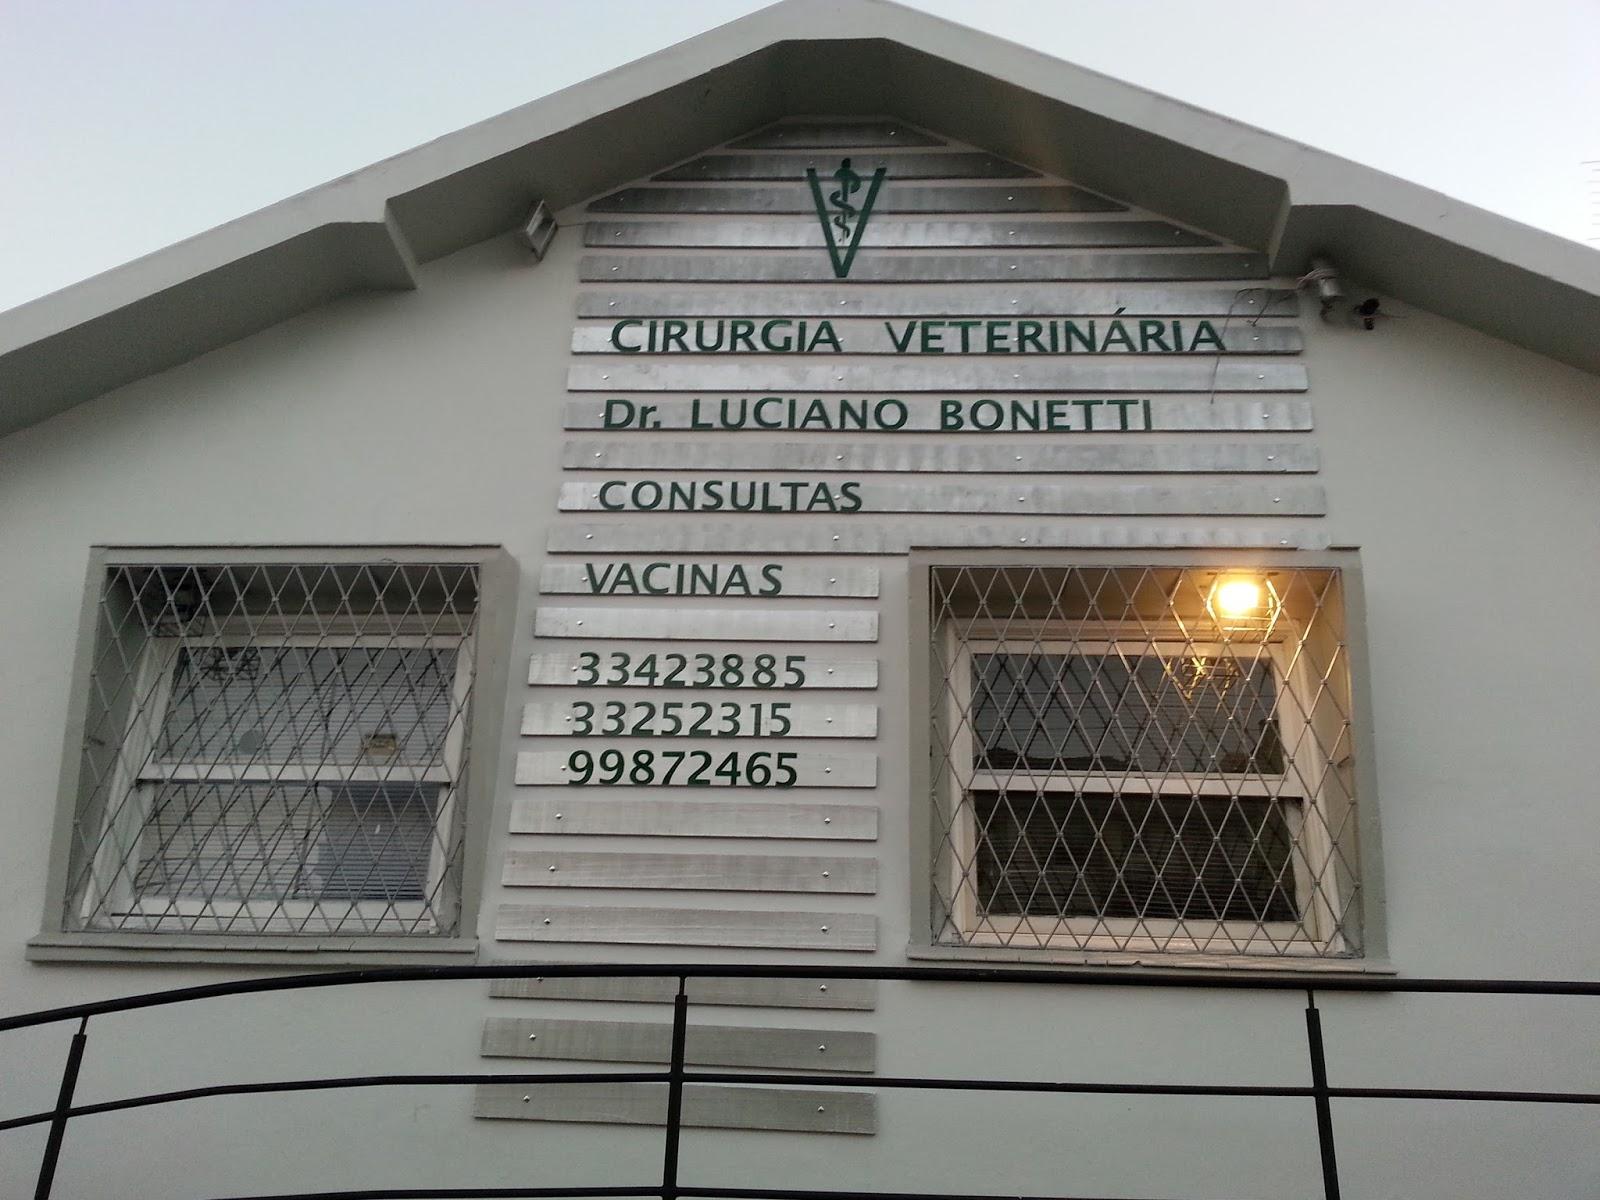 CIRURGIA VETERINÁRIA
Dr. LUCIANO BONETTI
CONSULTAS
VACINAS
33423885
33252315
99872465